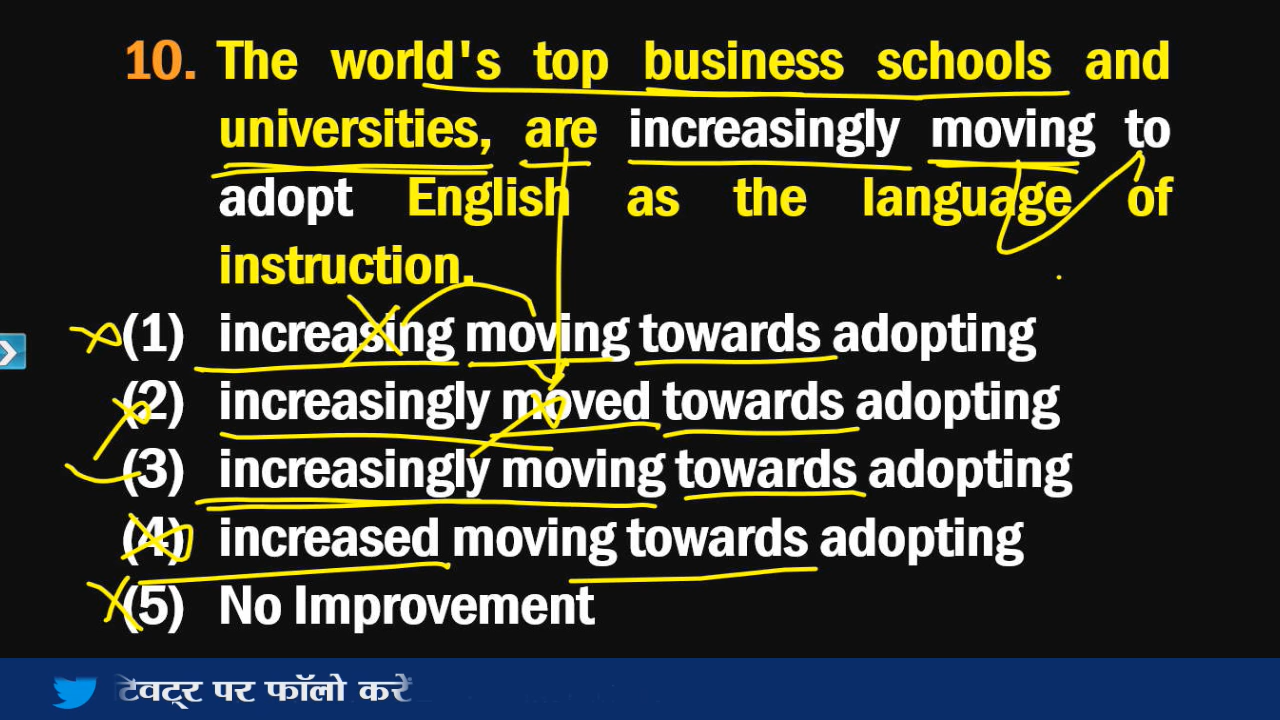 10. The world's top business schools and
universities, are increasingly moving to
adopt English as the language of
instruction.
(1) increasing moving towards adopting
(2) increasingly moved towards adopting
(3) increasingly moving towards adopting
(4) increased moving towards adopting
(5) No Improvement
टिवट्र पर फॉलो करें